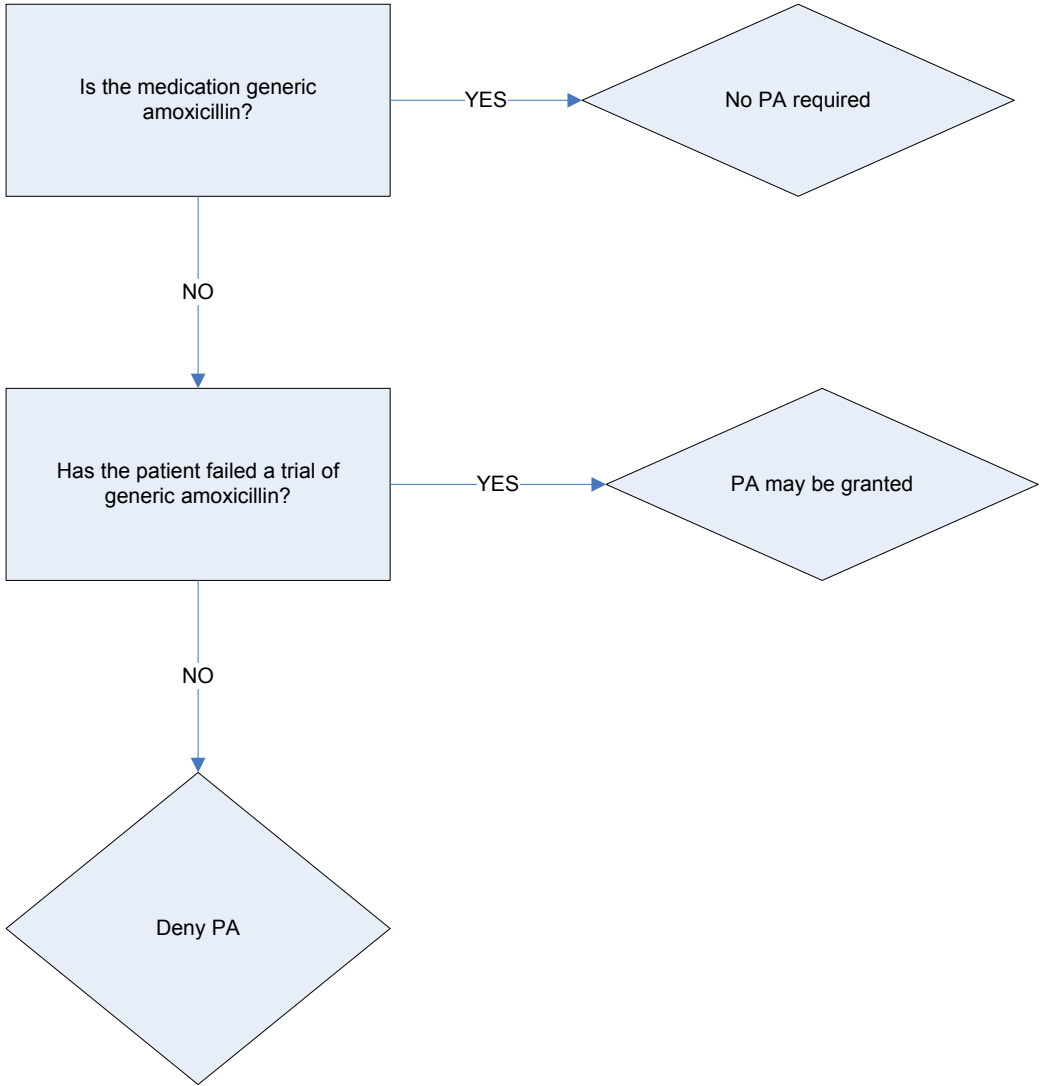 Is the medication generic
amoxicillin?
YES
No PA required
NO
Has the patient failed a trial of
generic amoxicillin?
YES
PA may be granted
NO
Deny PA